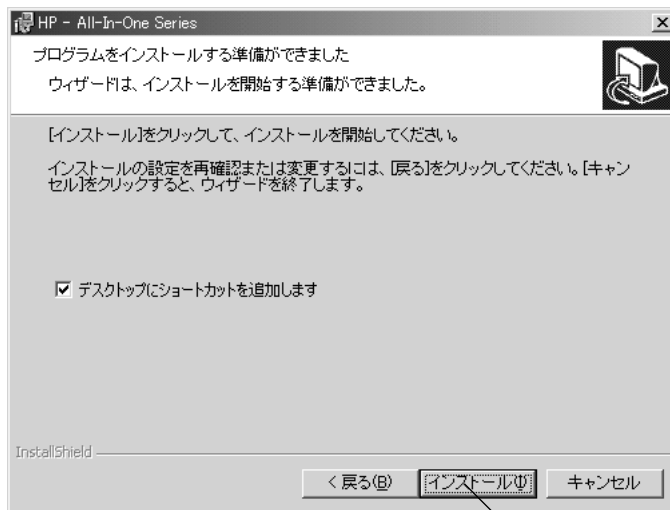 HP - All-In-One Series
プログラムをインストールする準備ができました
ウィザードは、インストールを開始する準備ができました。
[インストール]をクリックして、インストールを開始してください。
インストールの設定を再確認または変更するには、[戻る]をクリックしてください。[キャン
セル]をクリックすると、ウィザードを終了します。
デスクトップにショートカットを追加します
InstallShield
< 戻る(B) インストール(I) キャンセル